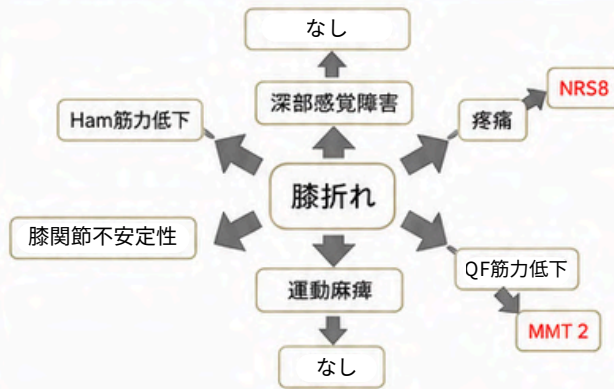 なし
深部感覚障害
NRS8
Ham筋力低下
疼痛
膝折れ
膝関節不安定性
QF筋力低下
運動麻痺
MMT 2
なし